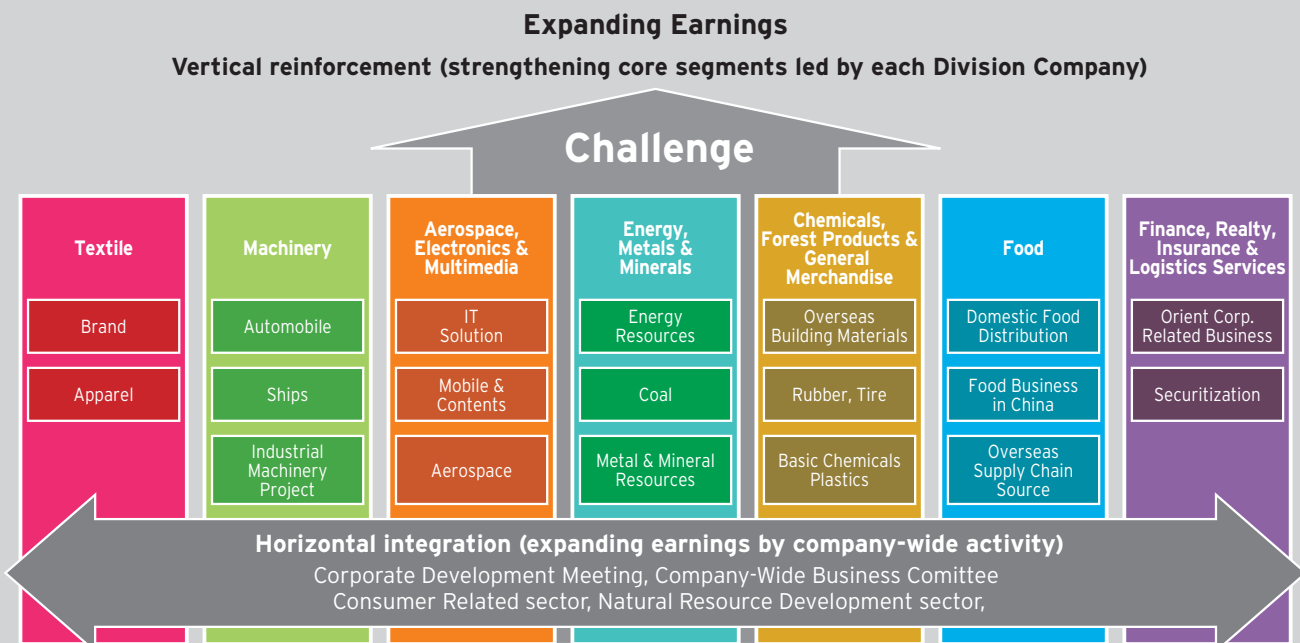 Expanding Earnings
Vertical reinforcement (strengthening core segments led by each Division Company)
Challenge
Textile
Brand
Apparel
Machinery
Automobile
Ships
Industrial
Machinery
Project
Aerospace,
Electronics &
Multimedia
IT
Solution
Mobile &
Contents
Aerospace
Energy,
Metals &
Minerals
Energy
Resources
Coal
Metal & Mineral
Resources
Chemicals,
Forest Products &
General
Merchandise
Overseas
Building Materials
Rubber, Tire
Basic Chemicals
Plastics
Food
Domestic Food
Distribution
Food Business
in China
Overseas
Supply Chain
Source
Finance, Realty,
Insurance &
Logistics Services
Orient Corp.
Related Business
Securitization
Horizontal integration (expanding earnings by company-wide activity)
Corporate Development Meeting, Company-Wide Business Comittee
Consumer Related sector, Natural Resource Development sector,